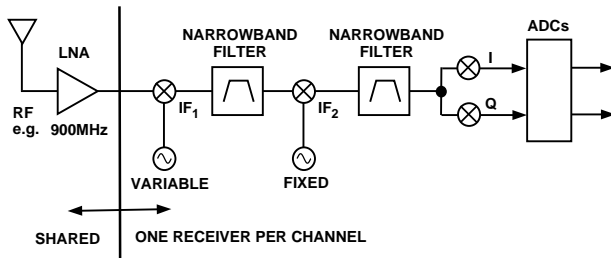 NARROWBAND
FILTER
NARROWBAND
FILTER
ADCs
LNA
I
RF
e.g.
900MHz
IF1
IF2
Q
VARIABLE
FIXED
SHARED
ONE RECEIVER PER CHANNEL